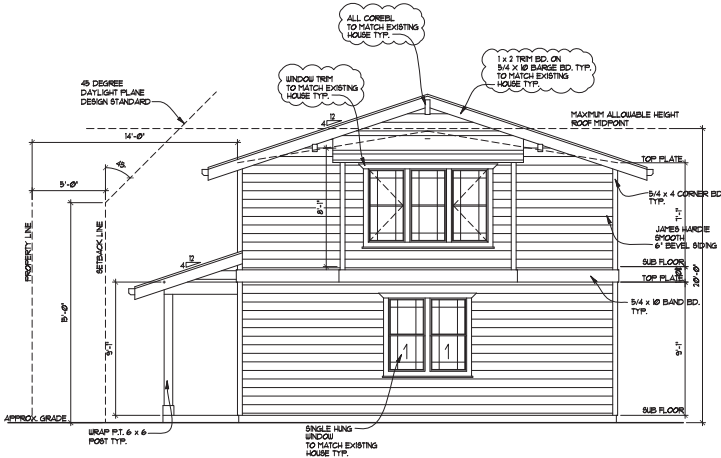 ALL COREBL
TO MATCH EXISTING
HOUSE TYP.
1 x 2 TRIM BD. ON
5/4 X 10 BARGE BD. TYP.
TO MATCH EXISTING
HOUSE TYP.
WINDOW TRIM
TO MATCH EXISTING
HOUSE TYP.
45 DEGREE
DAYLIGHT PLANE
DESIGN STANDARD
MAXIMUM ALLOWABLE HEIGHT
ROOF MIDPOINT
12
4
14'-0"
TOP PLATE
45
5'-0"
5/4 x 4 CORNER BD
TYP.
8'-1"
7'-1"
JAMES HARDIE
SMOOTH
6" BEVEL SIDING
PROPERTY LINE
SETBACK LINE
12
4
SUB FLOOR
TOP PLATE
20'-0"
5/4 x 10 BAND BD.
TYP.
15'-0"
9'-1"
1
1
9'-1"
SUB FLOOR
APPROX. GRADE
WRAP P.T. 6 x 6
POST TYP.
SINGLE HUNG
WINDOW
TO MATCH EXISTING
HOUSE TYP.